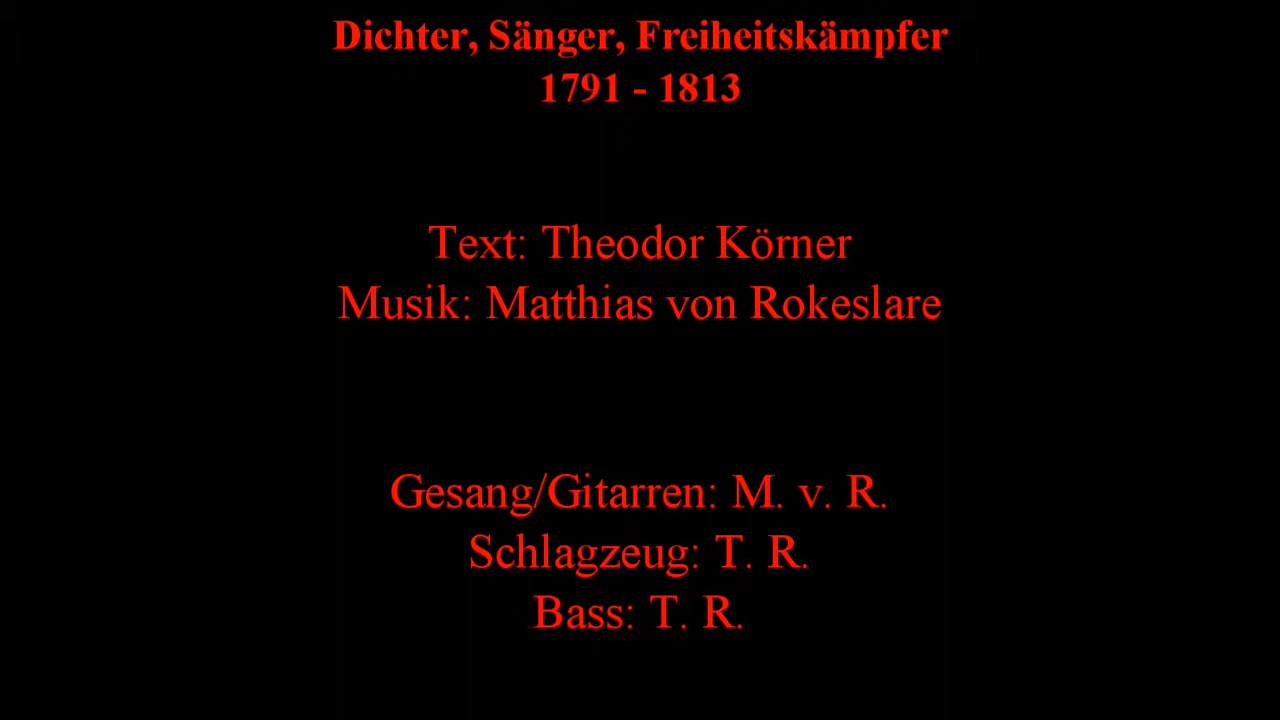 Dichter, Sänger, Freiheitskämpfer
1791 - 1813
Text: Theodor Körner
Musik: Matthias von Rokeslare
Gesang/Gitarren: M. v. R.
Schlagzeug: T. R.
Bass: T. R.